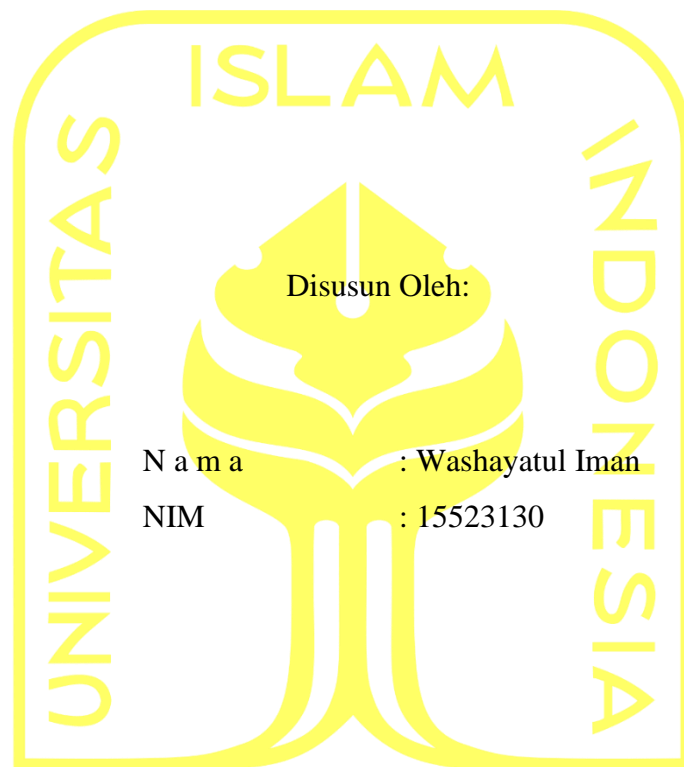 UNIVERSITAS ISLAM INDONESIA
Disusun Oleh:
N a m a : Washayatul Iman
NIM : 15523130